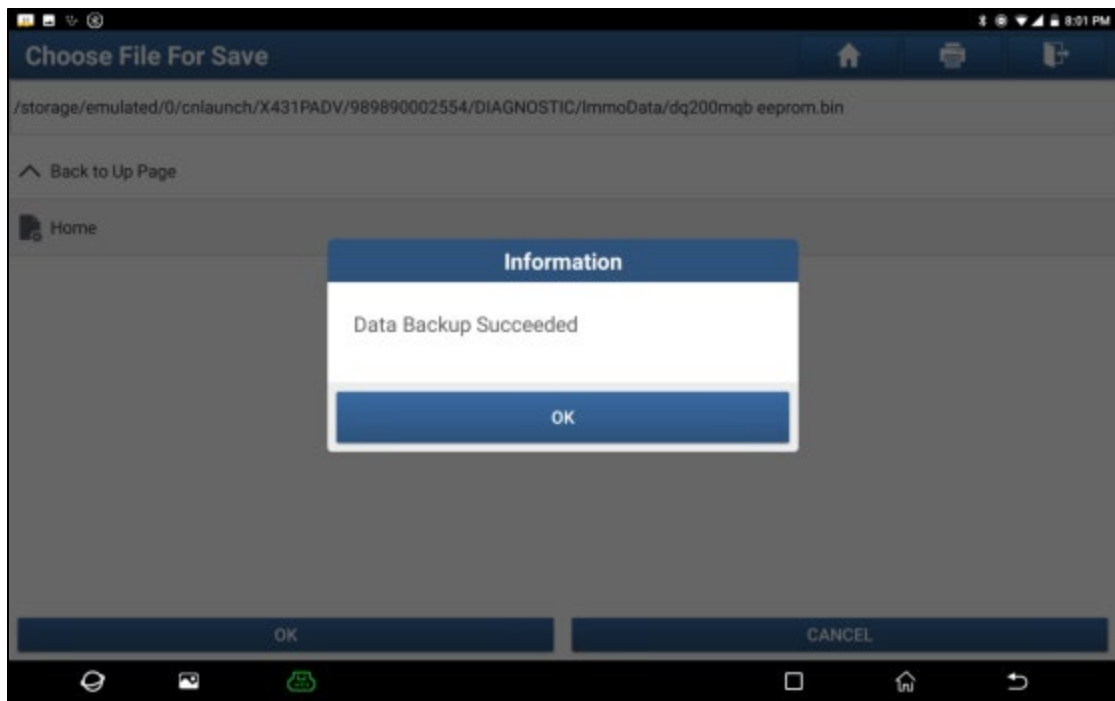 8:01 PM
Choose File For Save
/storage/emulated/0/cnlaunch/X431PADV/989890002554/DIAGNOSTIC/ImmoData/dq200mqb eeprom.bin
Back to Up Page
Home
Information
Data Backup Succeeded
OK
OK
CANCEL